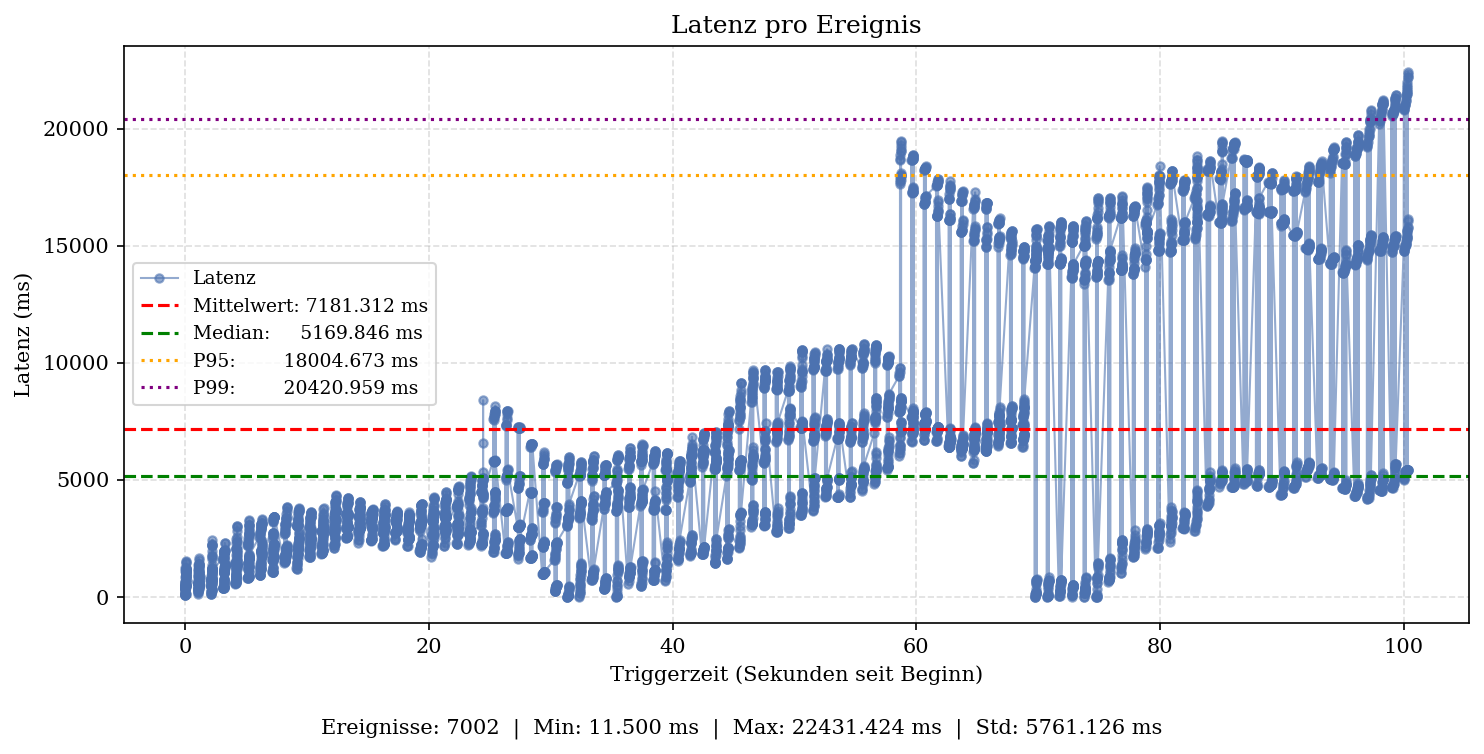 Latenz pro Ereignis
Latenz (ms)
20000
15000
10000
5000
0
Latenz
Mittelwert: 7181.312 ms
Median: 5169.846 ms
P95: 18004.673 ms
P99: 20420.959 ms
0 20 40 60 80 100
Triggerzeit (Sekunden seit Beginn)
Ereignisse: 7002 | Min: 11.500 ms | Max: 22431.424 ms | Std: 5761.126 ms